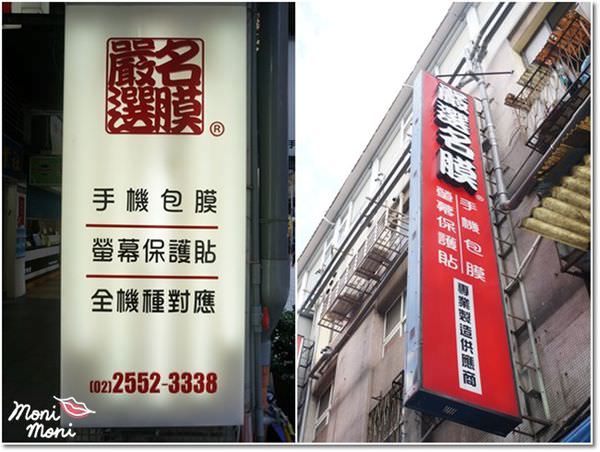 嚴選名膜
®
手機包膜
螢幕保護貼
全機種對應
(02)2552-3338
Moni
Moni
嚴選名膜®
手機包膜
螢幕保護貼
專業製造供應商